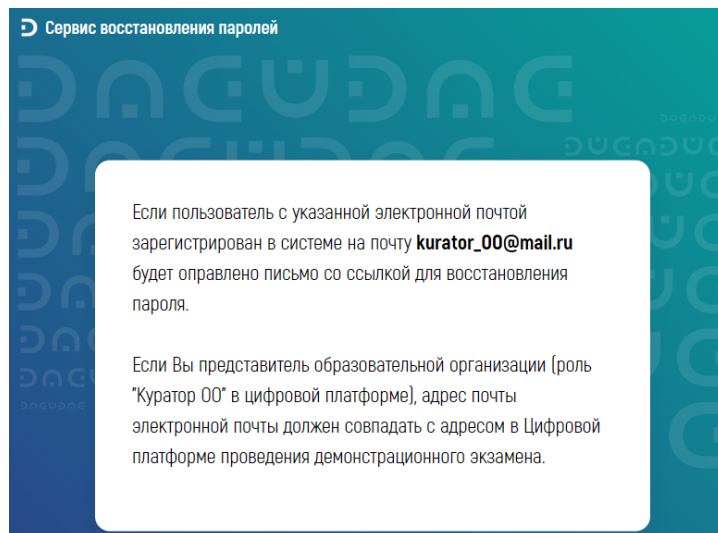 Сервис восстановления паролей
Если пользователь с указанной электронной почтой
зарегистрирован в системе на почту kurator_OO@mail.ru
будет оправлено письмо со ссылкой для восстановления
пароля.
Если Вы представитель образовательной организации (роль
"Куратор ОО" в цифровой платформе), адрес почты
электронной почты должен совпадать с адресом в Цифровой
платформе проведения демонстрационного экзамена.